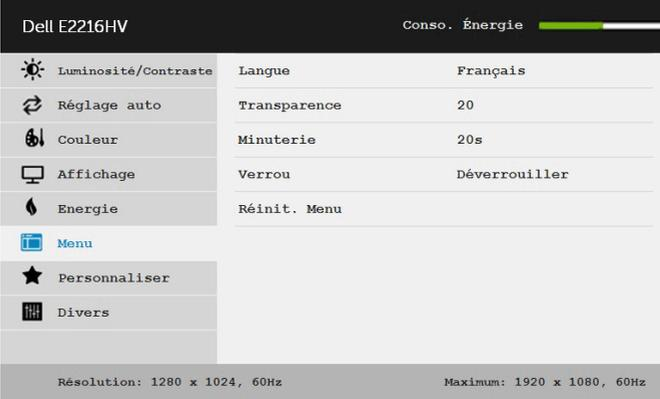 Dell E2216HV
Conso. Énergie
Luminosité/Contraste
Réglage auto
Couleur
Affichage
Energie
Menu
Personnaliser
Divers
Langue Français
Transparence 20
Minuterie 20s
Verrou Déverrouiller
Réinit. Menu
Résolution: 1280 x 1024, 60Hz
Maximum: 1920 x 1080, 60Hz